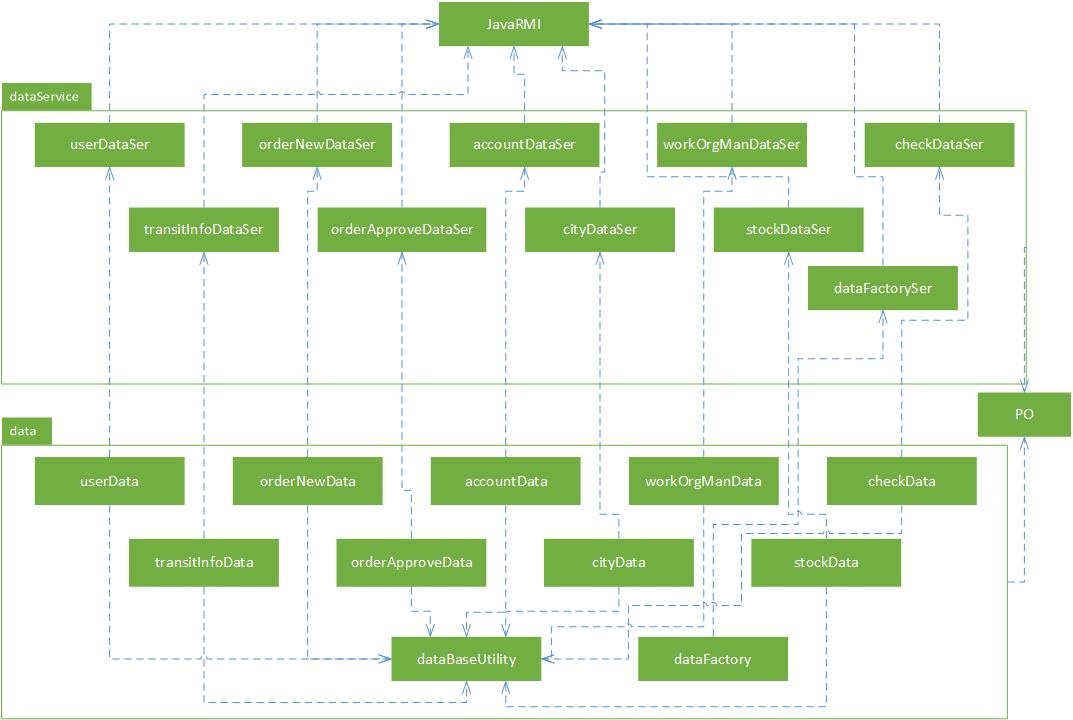 JavaRMI
dataService
userDataSer
orderNewDataSer
accountDataSer
workOrgManDataSer
checkDataSer
transitInfoDataSer
orderApproveDataSer
cityDataSer
stockDataSer
dataFactorySer
PO
data
userData
orderNewData
accountData
workOrgManData
checkData
transitInfoData
orderApproveData
cityData
stockData
dataBaseUtility
dataFactory